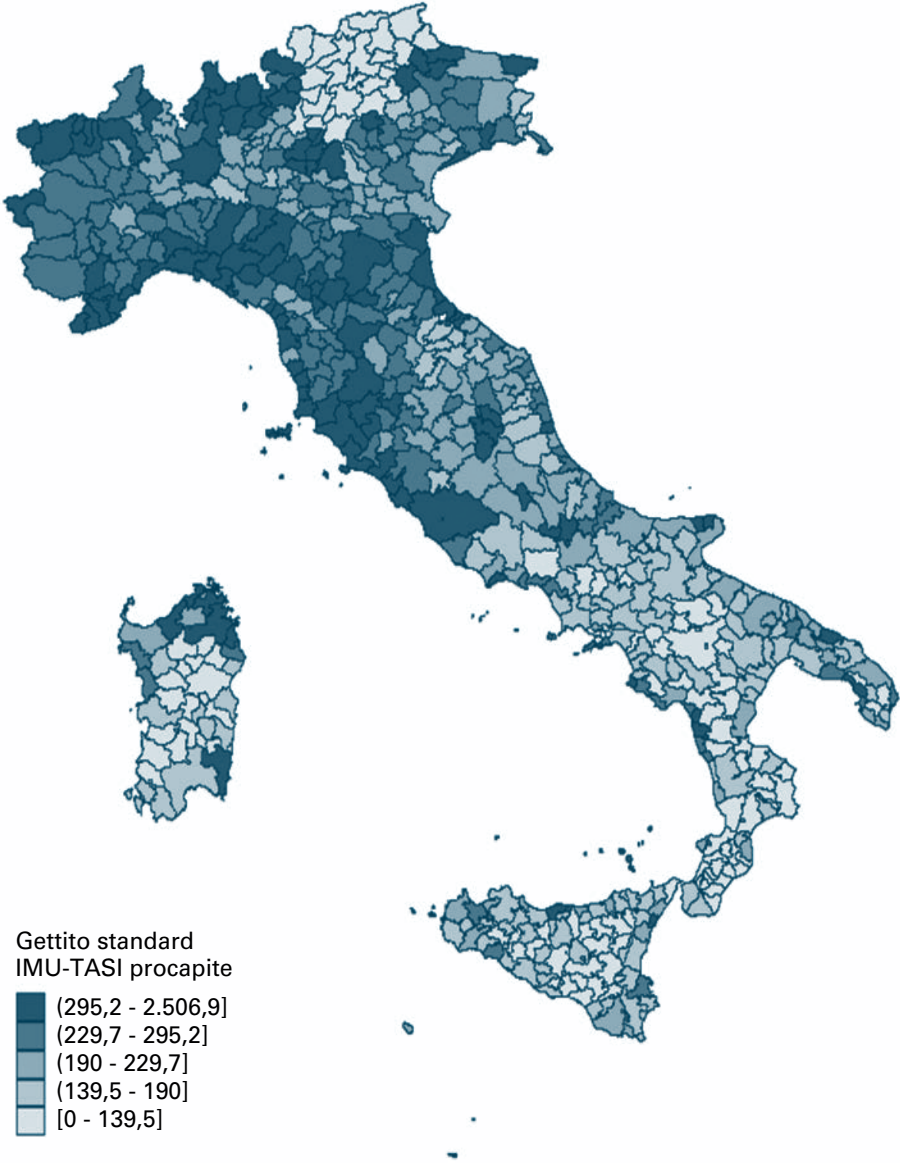 Gettito standard
IMU-TASI procapite
(295,2 - 2.506,9]
(229,7 - 295,2]
(190 - 229,7]
(139,5 - 190]
[0 - 139,5]